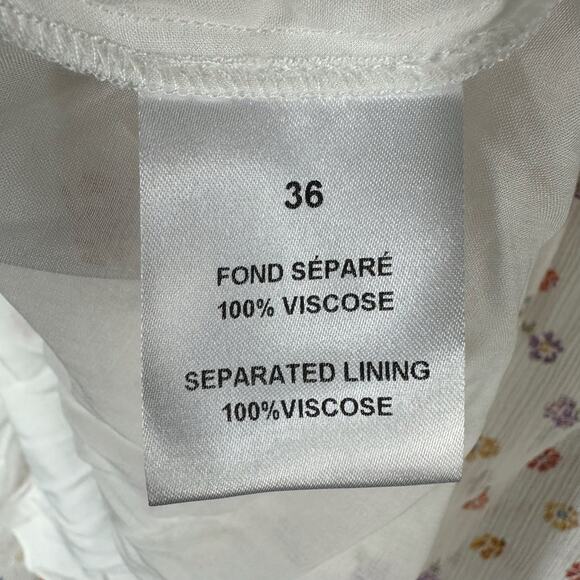 36
FOND SÉPARÉ
100% VISCOSE
SEPARATED LINING
100%VISCOSE